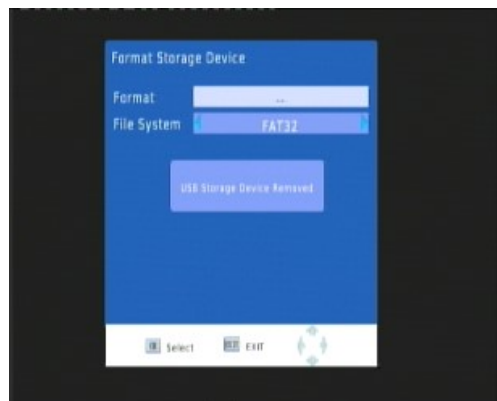 Format Storage Device
Format ..
File System FAT32
USB Storage Device Removed
Select EXIT